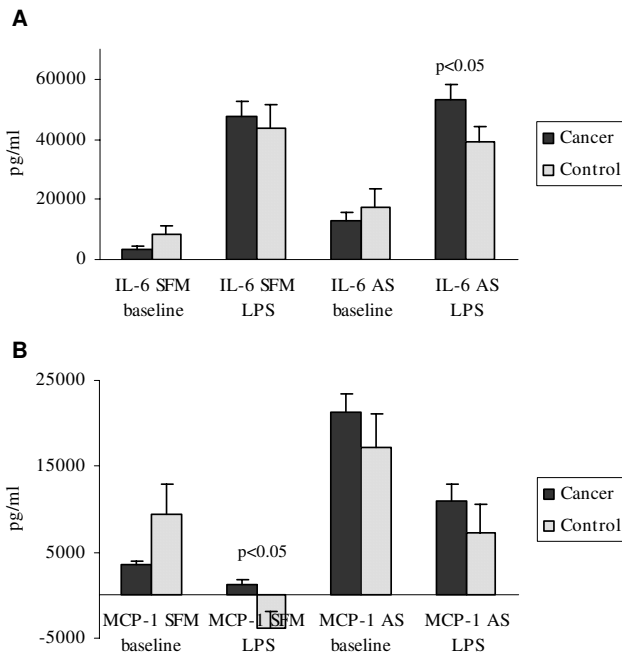 A
60000
40000
20000
0
pg/ml
p<0.05
Cancer
Control
IL-6 SFM baseline
IL-6 SFM LPS
IL-6 AS baseline
IL-6 AS LPS
B
25000
15000
5000
-5000
pg/ml
p<0.05
Cancer
Control
MCP-1 SFM baseline
MCP-1 SFM LPS
MCP-1 AS baseline
MCP-1 AS LPS